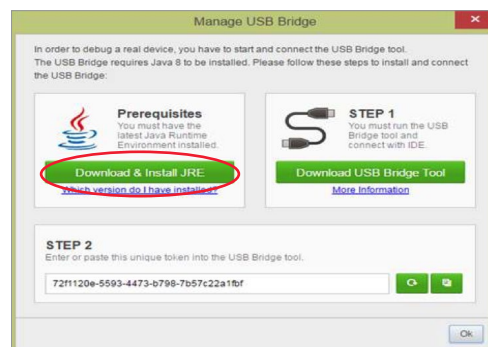 Manage USB Bridge
In order to debug a real device, you have to start and connect the USB Bridge tool.
The USB Bridge requires Java 8 to be installed. Please follow these steps to install and connect
the USB Bridge:
Prerequisites
You must have the
latest Java Runtime
Environment installed.
Download & Install JRE
Which version do I have installed?
STEP 1
You must run the USB
Bridge tool and
connect with IDE.
Download USB Bridge Tool
More Information
STEP 2
Enter or paste this unique token into the USB Bridge tool.
72f1120e-5593-4473-b798-7b57c22a1fbf
Ok